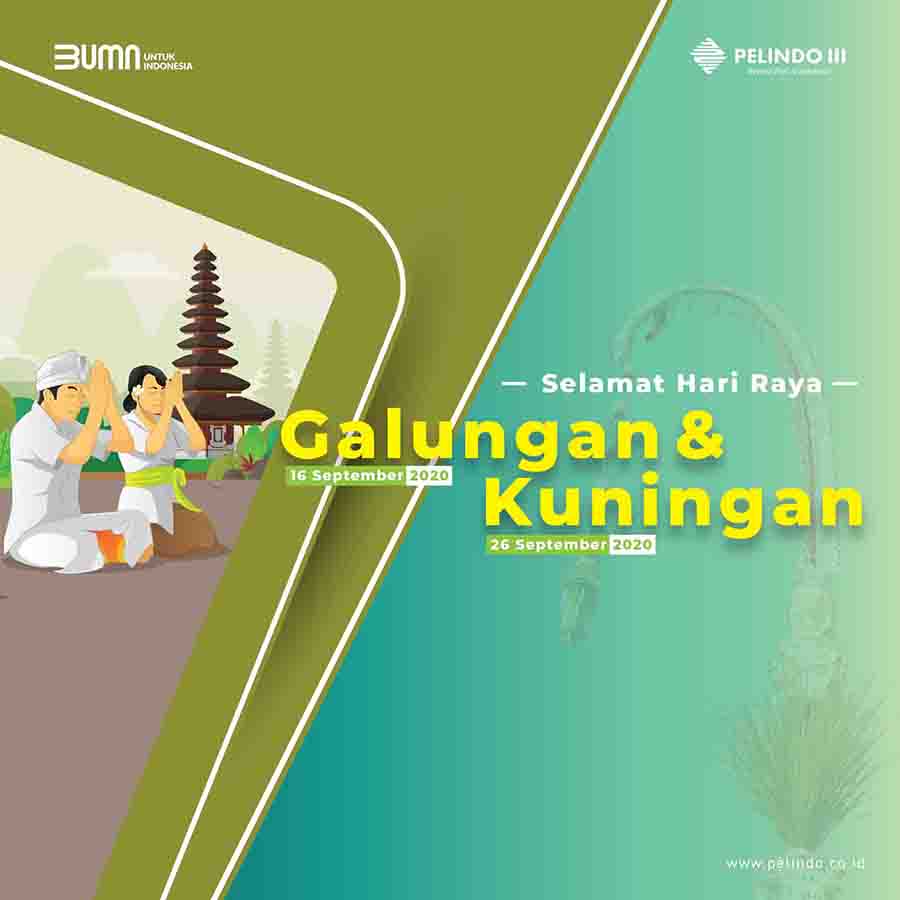 BUMN UNTUK
INDONESIA
PELINDO III
— Selamat Hari Raya —
Galungan &
16 September 2020
Kuningan
26 September 2020
www.pelindo.co.id